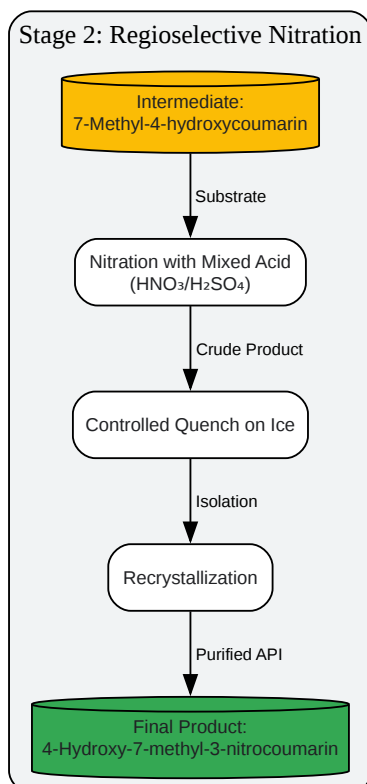 Stage 2: Regioselective Nitration
Intermediate:
7-Methyl-4-hydroxycoumarin
Substrate
Nitration with Mixed Acid
(HNO₃/H₂SO₄)
Crude Product
Controlled Quench on Ice
Isolation
Recrystallization
Purified API
Final Product:
4-Hydroxy-7-methyl-3-nitrocoumarin